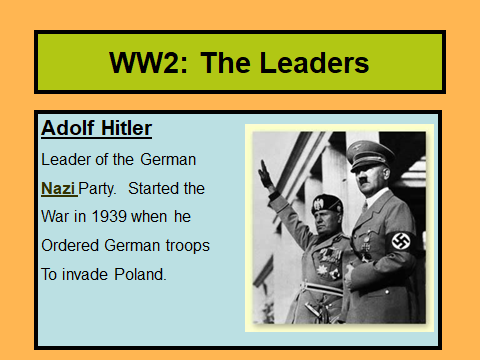 WW2: The Leaders
Adolf Hitler
Leader of the German
Nazi Party. Started the
War in 1939 when he
Ordered German troops
To invade Poland.